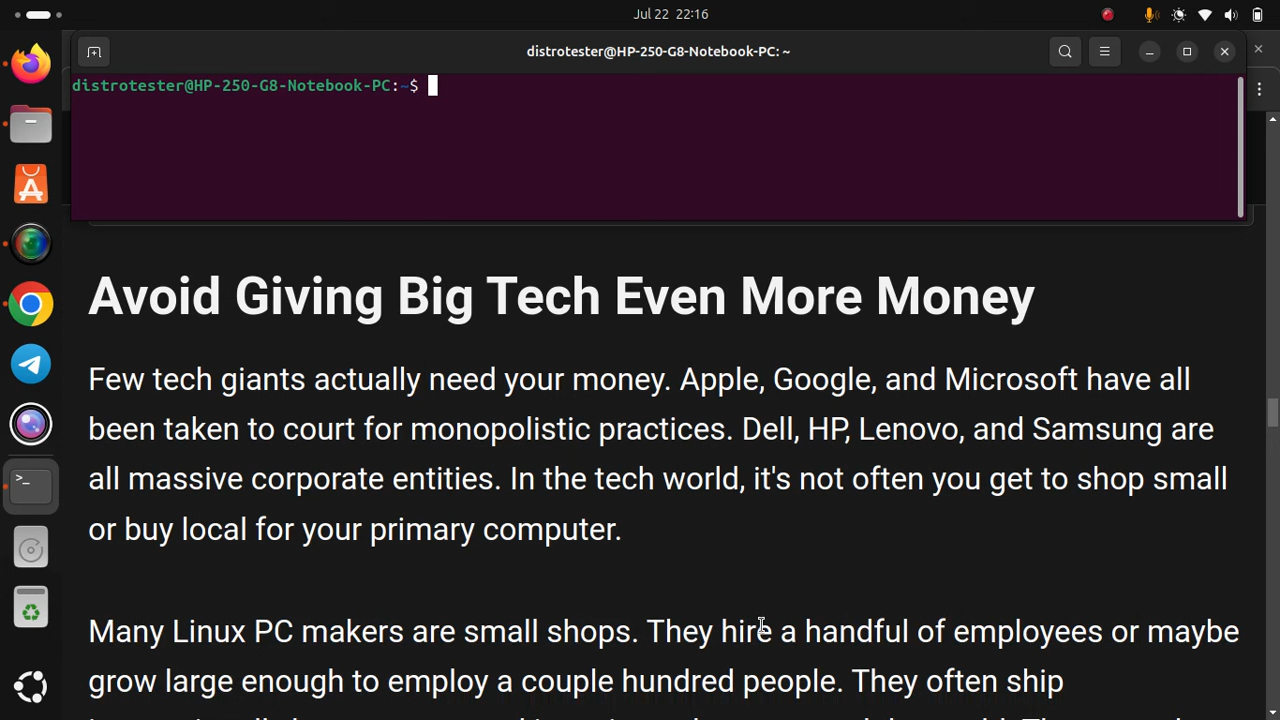 Jul 22 22:16
distrotester@HP-250-G8-Notebook-PC: ~
distrotester@HP-250-G8-Notebook-PC:~$
Avoid Giving Big Tech Even More Money
Few tech giants actually need your money. Apple, Google, and Microsoft have all
been taken to court for monopolistic practices. Dell, HP, Lenovo, and Samsung are
all massive corporate entities. In the tech world, it's not often you get to shop small
or buy local for your primary computer.
Many Linux PC makers are small shops. They hire a handful of employees or maybe
grow large enough to employ a couple hundred people. They often ship